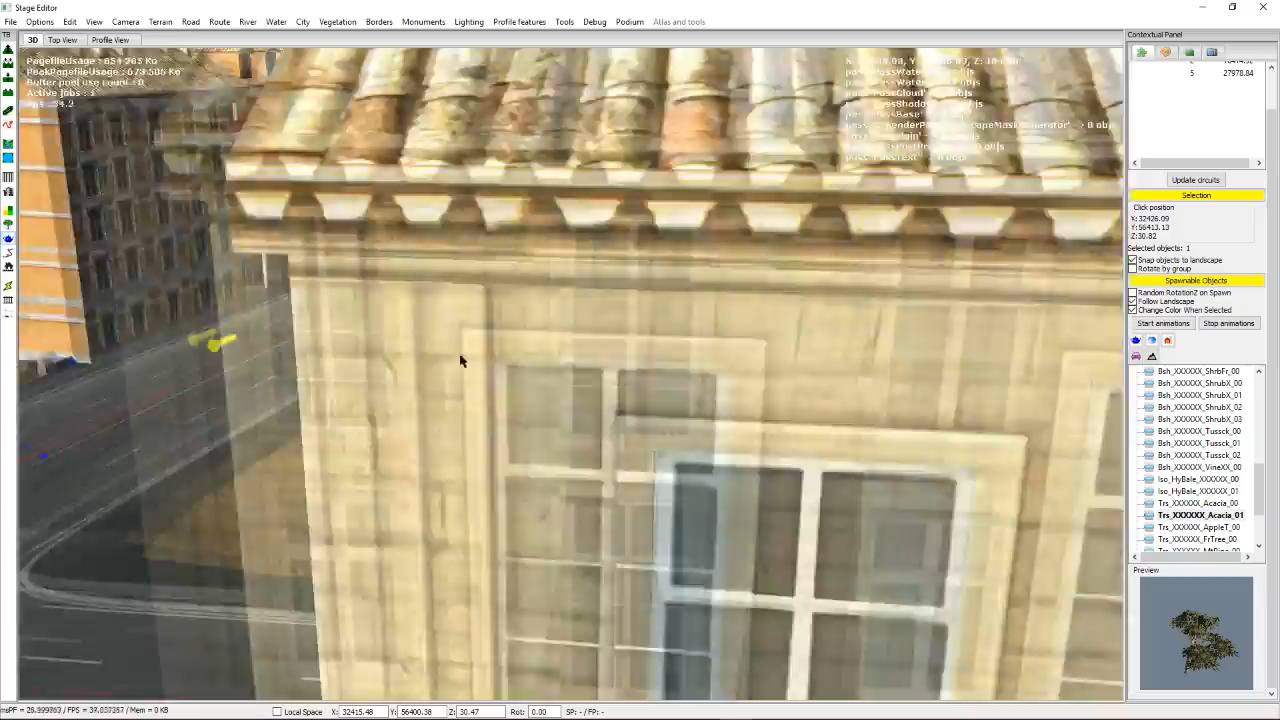 Stage Editor
File Options Edit View Camera Terrain Road Route River Water City Vegetation Borders Monuments Lighting Profile features Tools Debug Podium Atlas and tools
TB
3D Top View Profile View
Contextual Panel
PeakPagefileUsage :
Buffer pool use count : 0
Active jobs :
5 27978.84
Update circuits
Selection
Click position
X:32426.09
Y:56413.13
Z:30.82
Selected objects: 1
Snap objects to landscape
Rotate by group
Spawnable Objects
Random RotationZ on Spawn
Follow Landscape
Change Color When Selected
Start animations Stop animations
Bsh_XXXXXX_ShrbFr_00
Bsh_XXXXXX_ShrubX_00
Bsh_XXXXXX_ShrubX_01
Bsh_XXXXXX_ShrubX_02
Bsh_XXXXXX_ShrubX_03
Bsh_XXXXXX_Tussck_00
Bsh_XXXXXX_Tussck_01
Bsh_XXXXXX_Tussck_02
Bsh_XXXXXX_VineXX_00
Iso_HyBale_XXXXXX_00
Iso_HyBale_XXXXXX_01
Trs_XXXXXX_Acacia_00
Trs_XXXXXX_Acacia_01
Trs_XXXXXX_AppleT_00
Trs_XXXXXX_FrTree_00
Preview
Local Space X: 32415.48 Y: 56400.38 Z: 30.47 Rot: 0.00 SP: - / FP: -